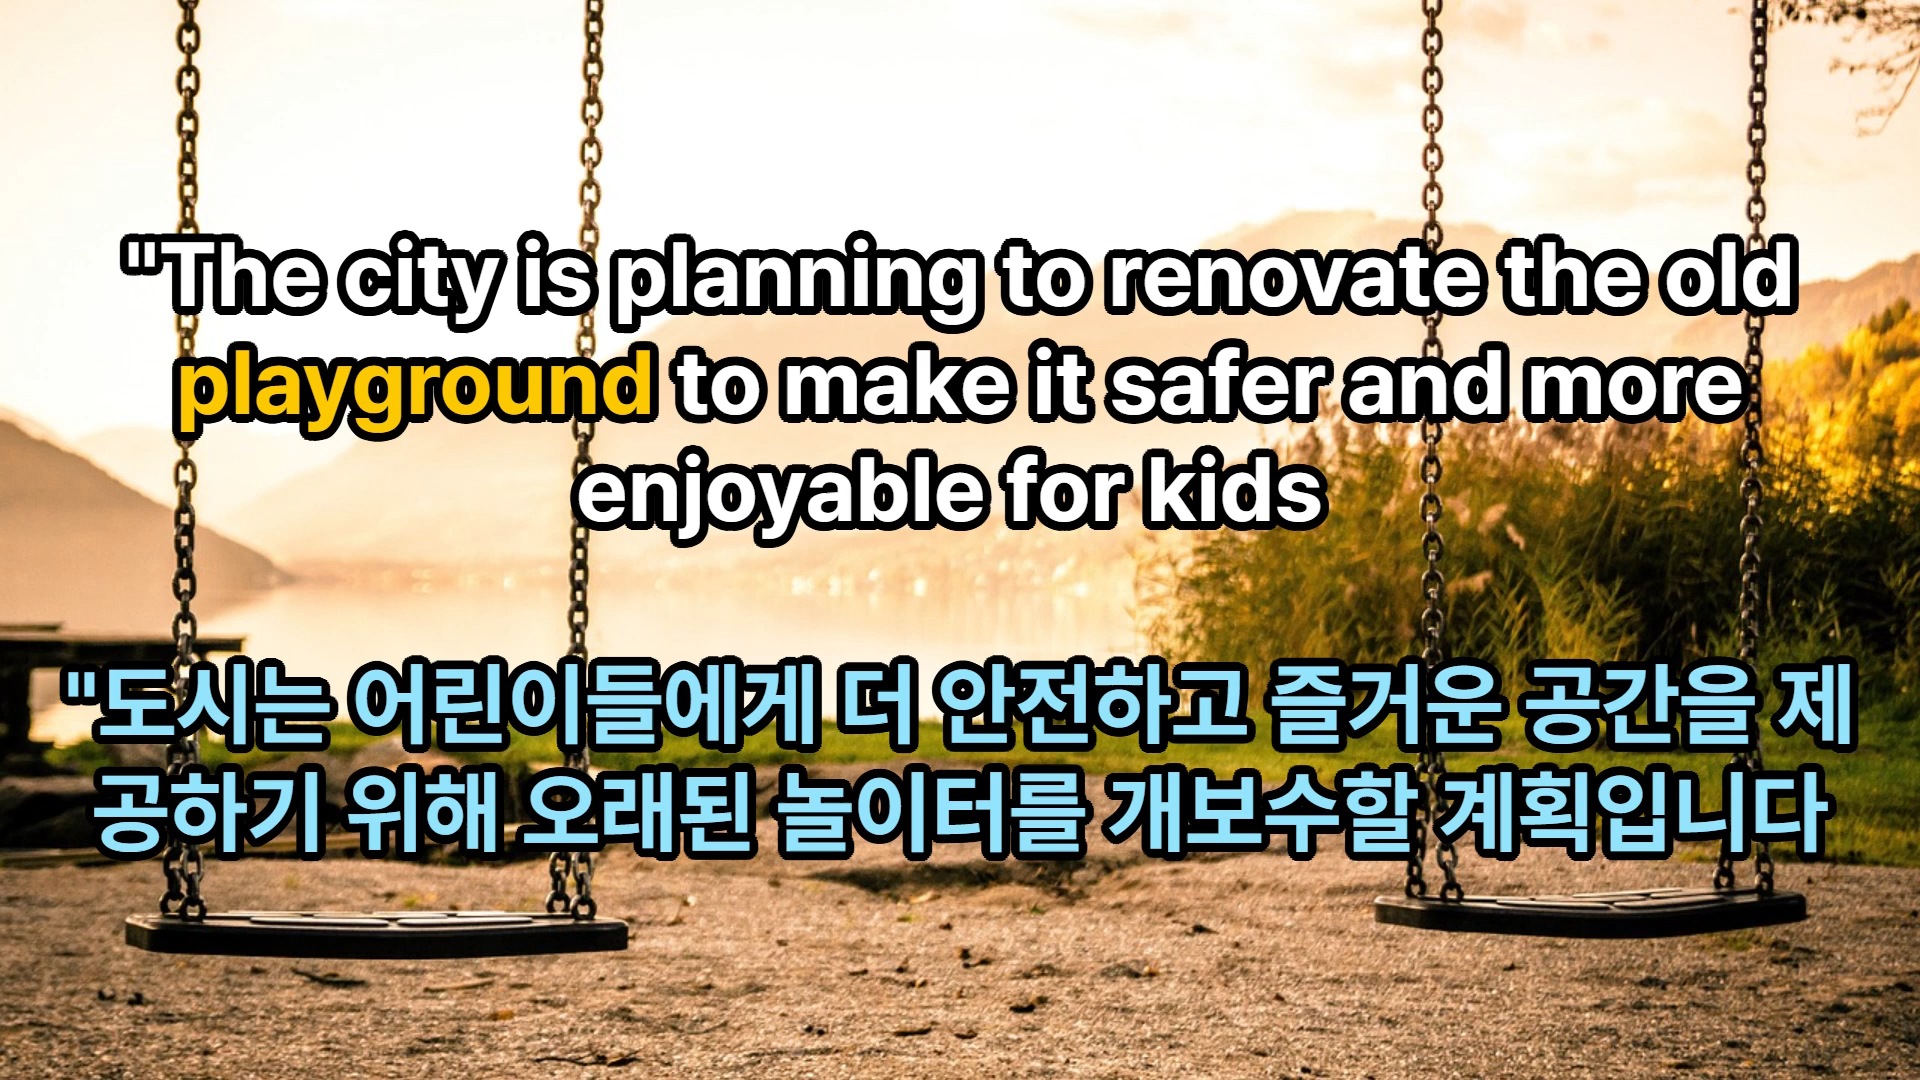 "The city is planning to renovate the old
playground to make it safer and more
enjoyable for kids
"도시는 어린이들에게 더 안전하고 즐거운 공간을 제
공하기 위해 오래된 놀이터를 개보수할 계획입니다